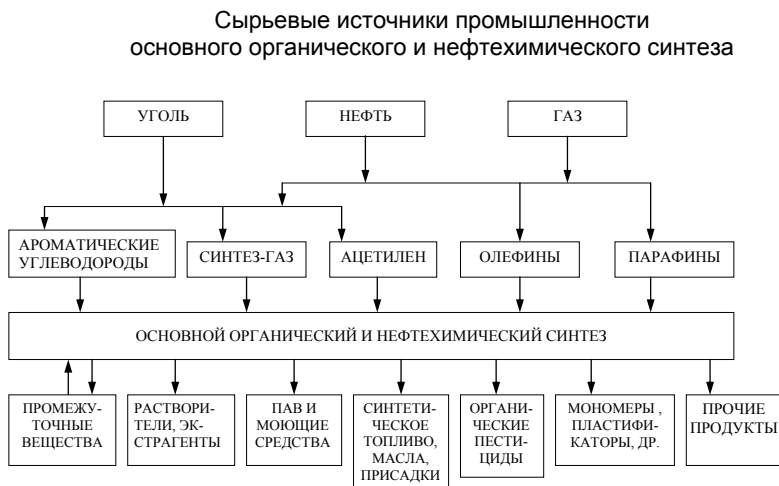 Сырьевые источники промышленности
основного органического и нефтехимического синтеза
УГОЛЬ
НЕФТЬ
ГАЗ
АРОМАТИЧЕСКИЕ
УГЛЕВОДОРОДЫ
СИНТЕЗ-ГАЗ
АЦЕТИЛЕН
ОЛЕФИНЫ
ПАРАФИНЫ
ОСНОВНОЙ ОРГАНИЧЕСКИЙ И НЕФТЕХИМИЧЕСКИЙ СИНТЕЗ
ПРОМЕЖУ-
ТОЧНЫЕ
ВЕЩЕСТВА
РАСТВОРИ-
ТЕЛИ, ЭК-
СТРАГЕНТЫ
ПАВ И
МОЮЩИЕ
СРЕДСТВА
СИНТЕТИ-
ЧЕСКОЕ
ТОПЛИВО,
МАСЛА,
ПРИСАДКИ
ОРГАНИ-
ЧЕСКИЕ
ПЕСТИ-
ЦИДЫ
МОНОМЕРЫ ,
ПЛАСТИФИ-
КАТОРЫ, ДР.
ПРОЧИЕ
ПРОДУКТЫ